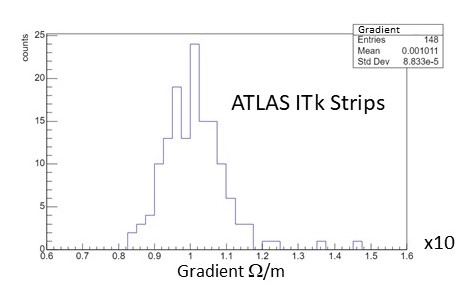 Gradient
Entries 148
Mean 0.001011
Std Dev 8.833e-5
counts
25
20
15
10
5
0
ATLAS ITk Strips
0.6 0.7 0.8 0.9 1 1.1 1.2 1.3 1.4 1.5 1.6
x10
Gradient Ω/m